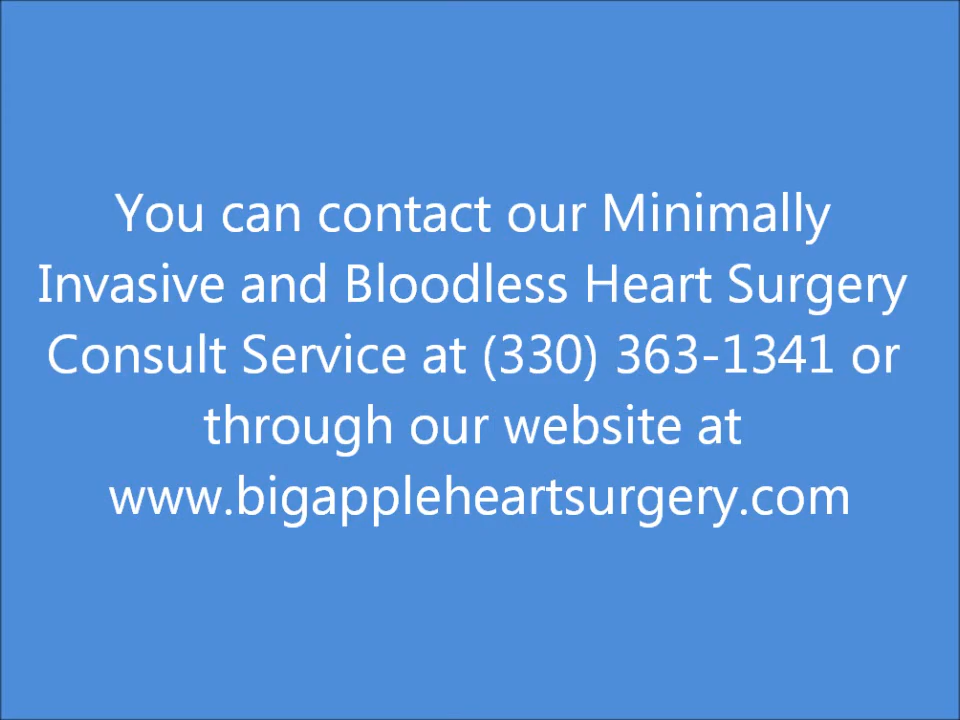 You can contact our Minimally
Invasive and Bloodless Heart Surgery
Consult Service at (330) 363-1341 or
through our website at
www.bigappleheartsurgery.com